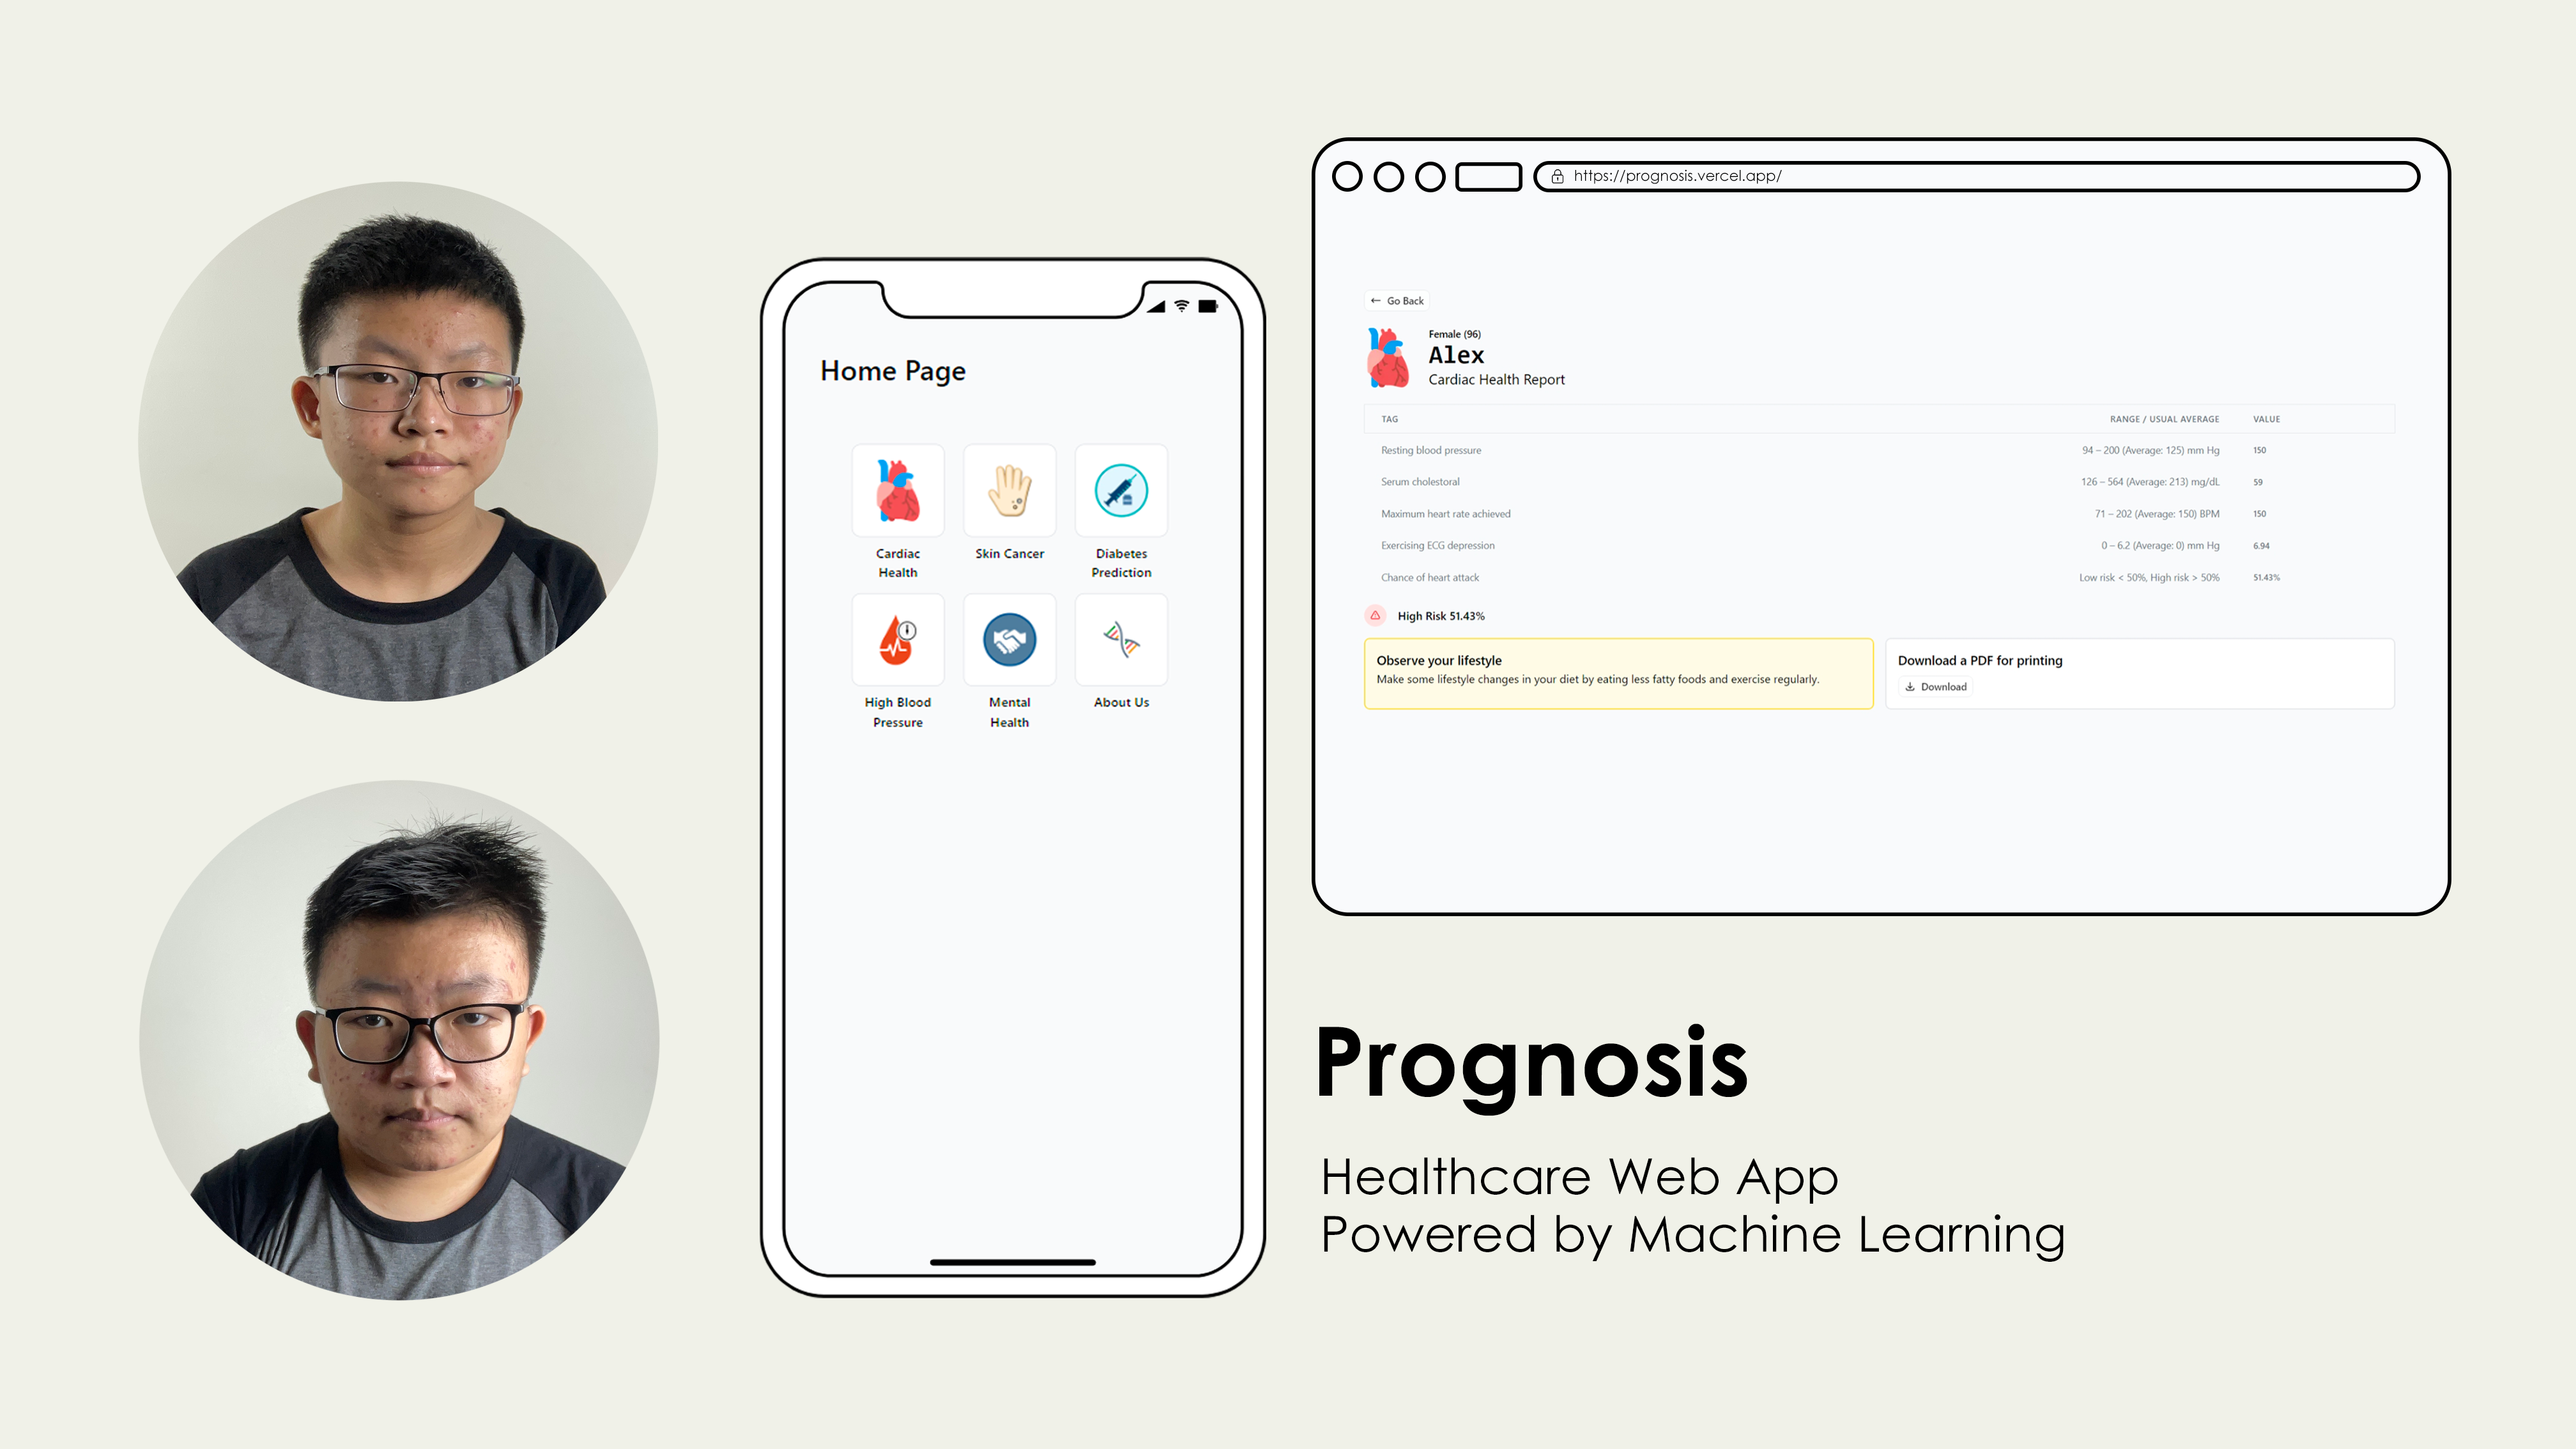 Home Page
Cardiac Health
Skin Cancer
Diabetes Prediction
High Blood Pressure
Mental Health
About Us
https://prognosis.vercel.app/
Go Back
Female (96)
Alex
Cardiac Health Report
TAG RANGE / USUAL AVERAGE VALUE
Resting blood pressure 94 – 200 (Average: 125) mm Hg 150
Serum cholestoral 126 – 564 (Average: 213) mg/dL 59
Maximum heart rate achieved 71 – 202 (Average: 150) BPM 150
Exercising ECG depression 0 – 6.2 (Average: 0) mm Hg 6.94
Chance of heart attack Low risk < 50%, High risk > 50% 51.43%
High Risk 51.43%
Observe your lifestyle
Make some lifestyle changes in your diet by eating less fatty foods and exercise regularly.
Download a PDF for printing
Download
Prognosis
Healthcare Web App
Powered by Machine Learning